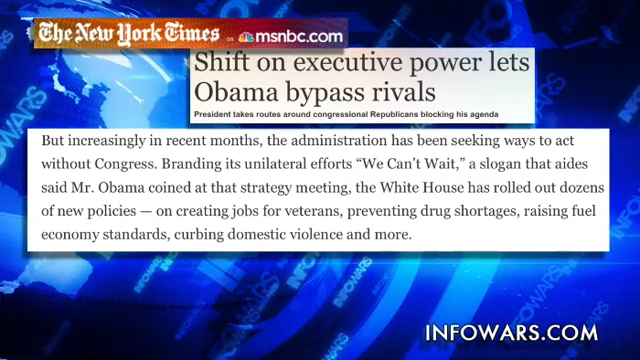 The New York Times on msnbc.com
Shift on executive power lets
Obama bypass rivals
President takes routes around congressional Republicans blocking his agenda
But increasingly in recent months, the administration has been seeking ways to act
without Congress. Branding its unilateral efforts “We Can’t Wait,” a slogan that aides
said Mr. Obama coined at that strategy meeting, the White House has rolled out dozens
of new policies — on creating jobs for veterans, preventing drug shortages, raising fuel
economy standards, curbing domestic violence and more.
INFOWARS
INFOWARS
INFOWARS
INFOWARS.COM